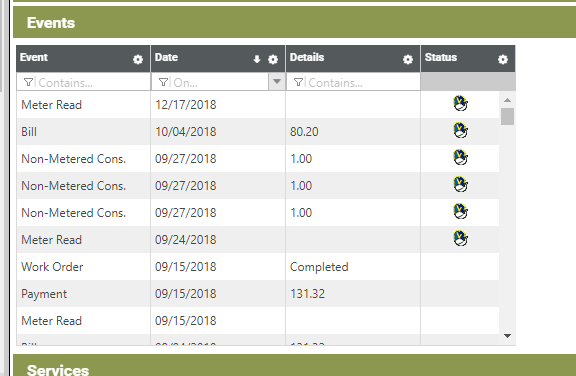 Events
Event Date Details Status
Contains... On... Contains...
Meter Read 12/17/2018
Bill 10/04/2018 80.20
Non-Metered Cons. 09/27/2018 1.00
Non-Metered Cons. 09/27/2018 1.00
Non-Metered Cons. 09/27/2018 1.00
Meter Read 09/24/2018
Work Order 09/15/2018 Completed
Payment 09/15/2018 131.32
Meter Read 09/15/2018
Services